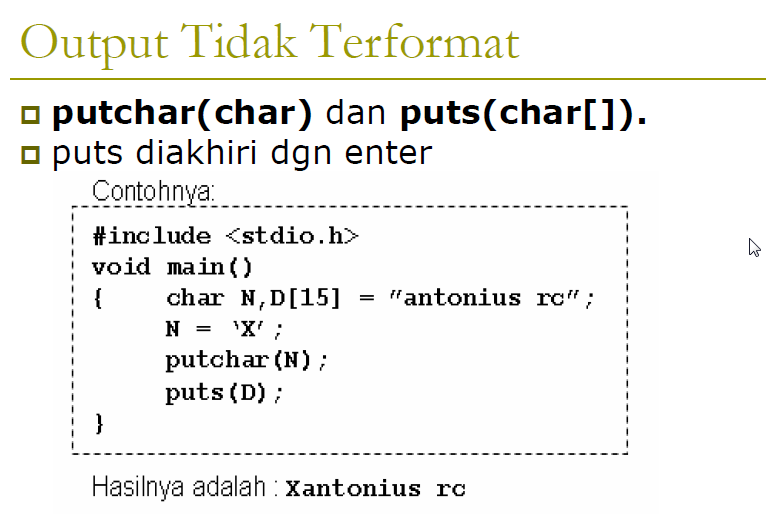 Output Tidak Terformat
putchar(char) dan puts(char[]).
puts diakhiri dgn enter
Contohnya:
#include <stdio.h>
void main()
{ char N,D[15] = ”antonius rc”;
N = ‘X’;
putchar(N);
puts(D);
}
Hasilnya adalah : Xantonius rc